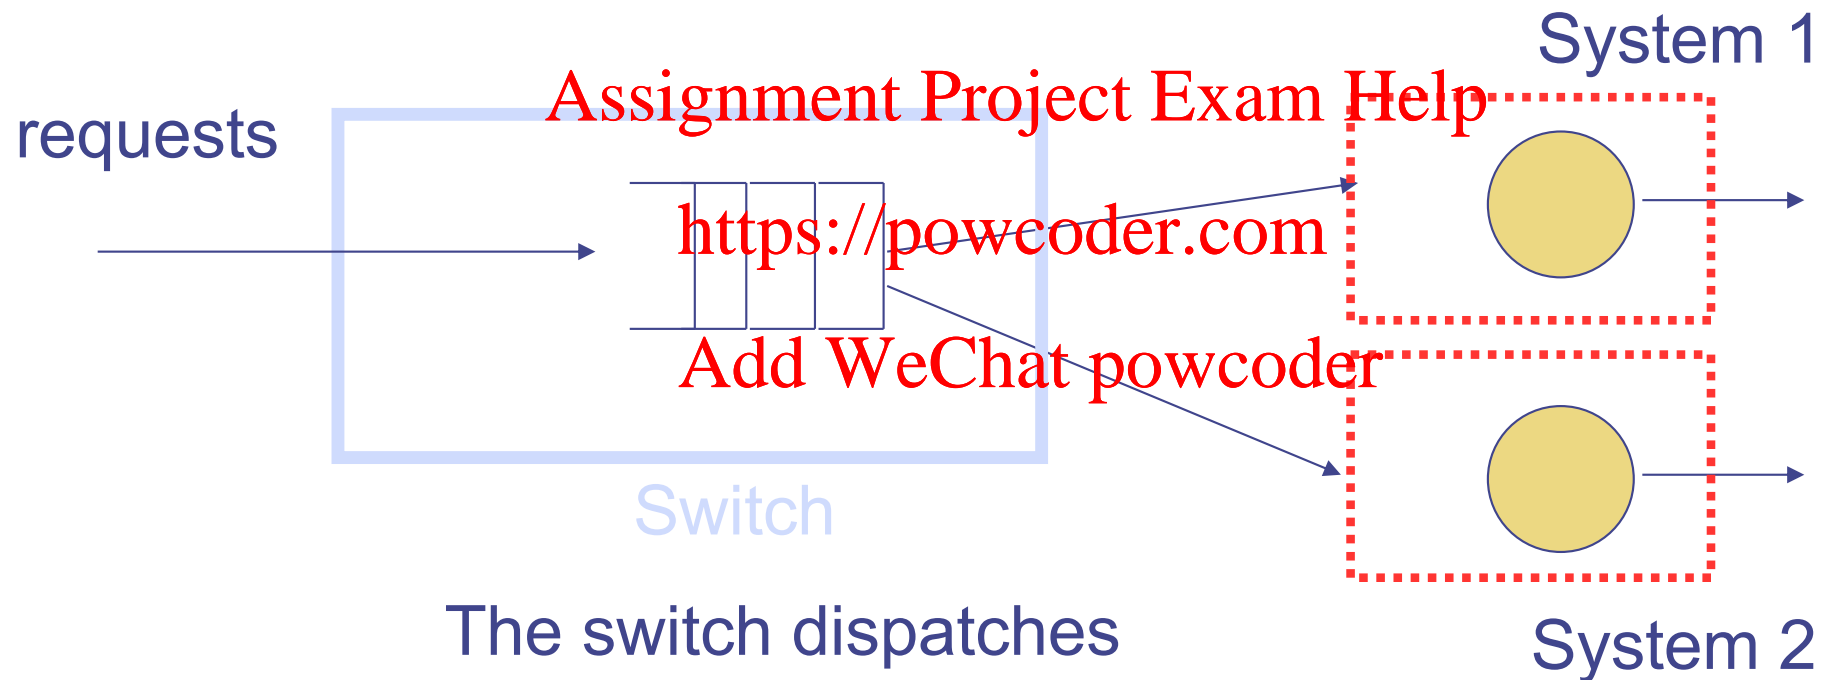 System 1
Assignment Project Exam Help
requests
https://powcoder.com
Add WeChat powcoder
Switch
The switch dispatches
System 2